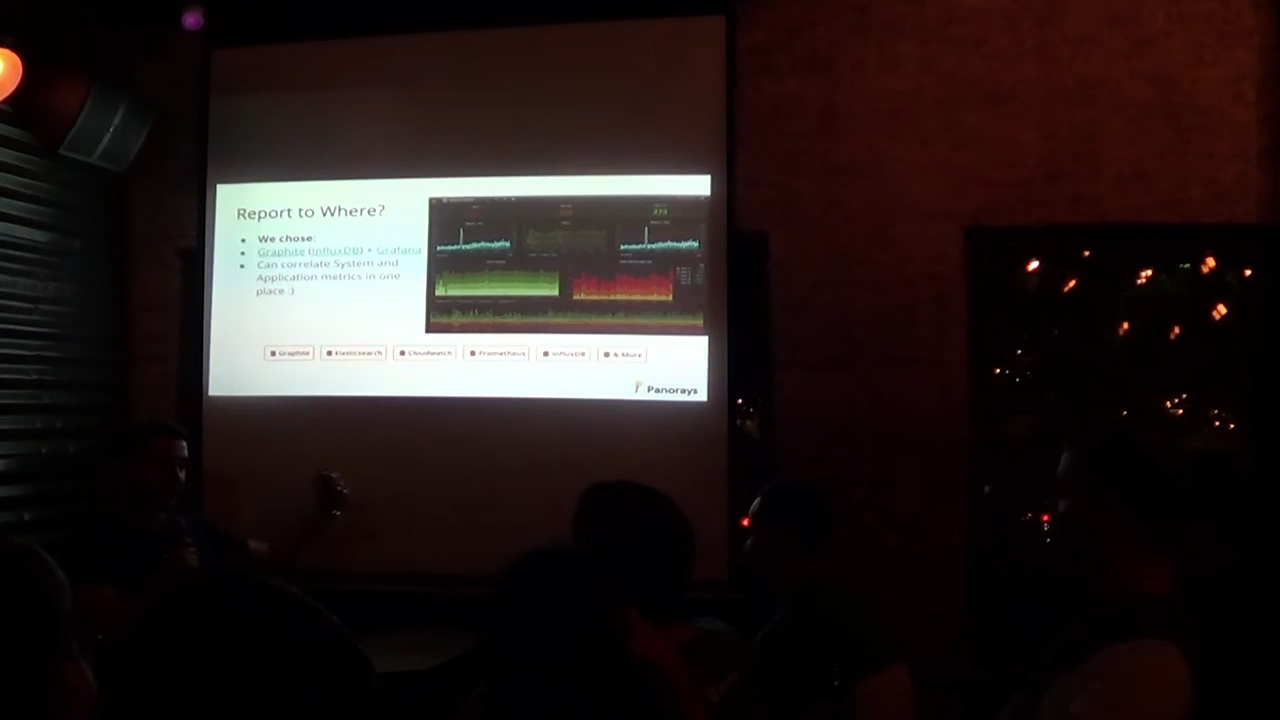 Report to Where?
We chose:
Graphite (InfluxDB) + Grafana
Can correlate System and
Application metrics in one
place :)
Graphite
Elasticsearch
Cloudwatch
Prometheus
InfluxDB
& More
Panorays